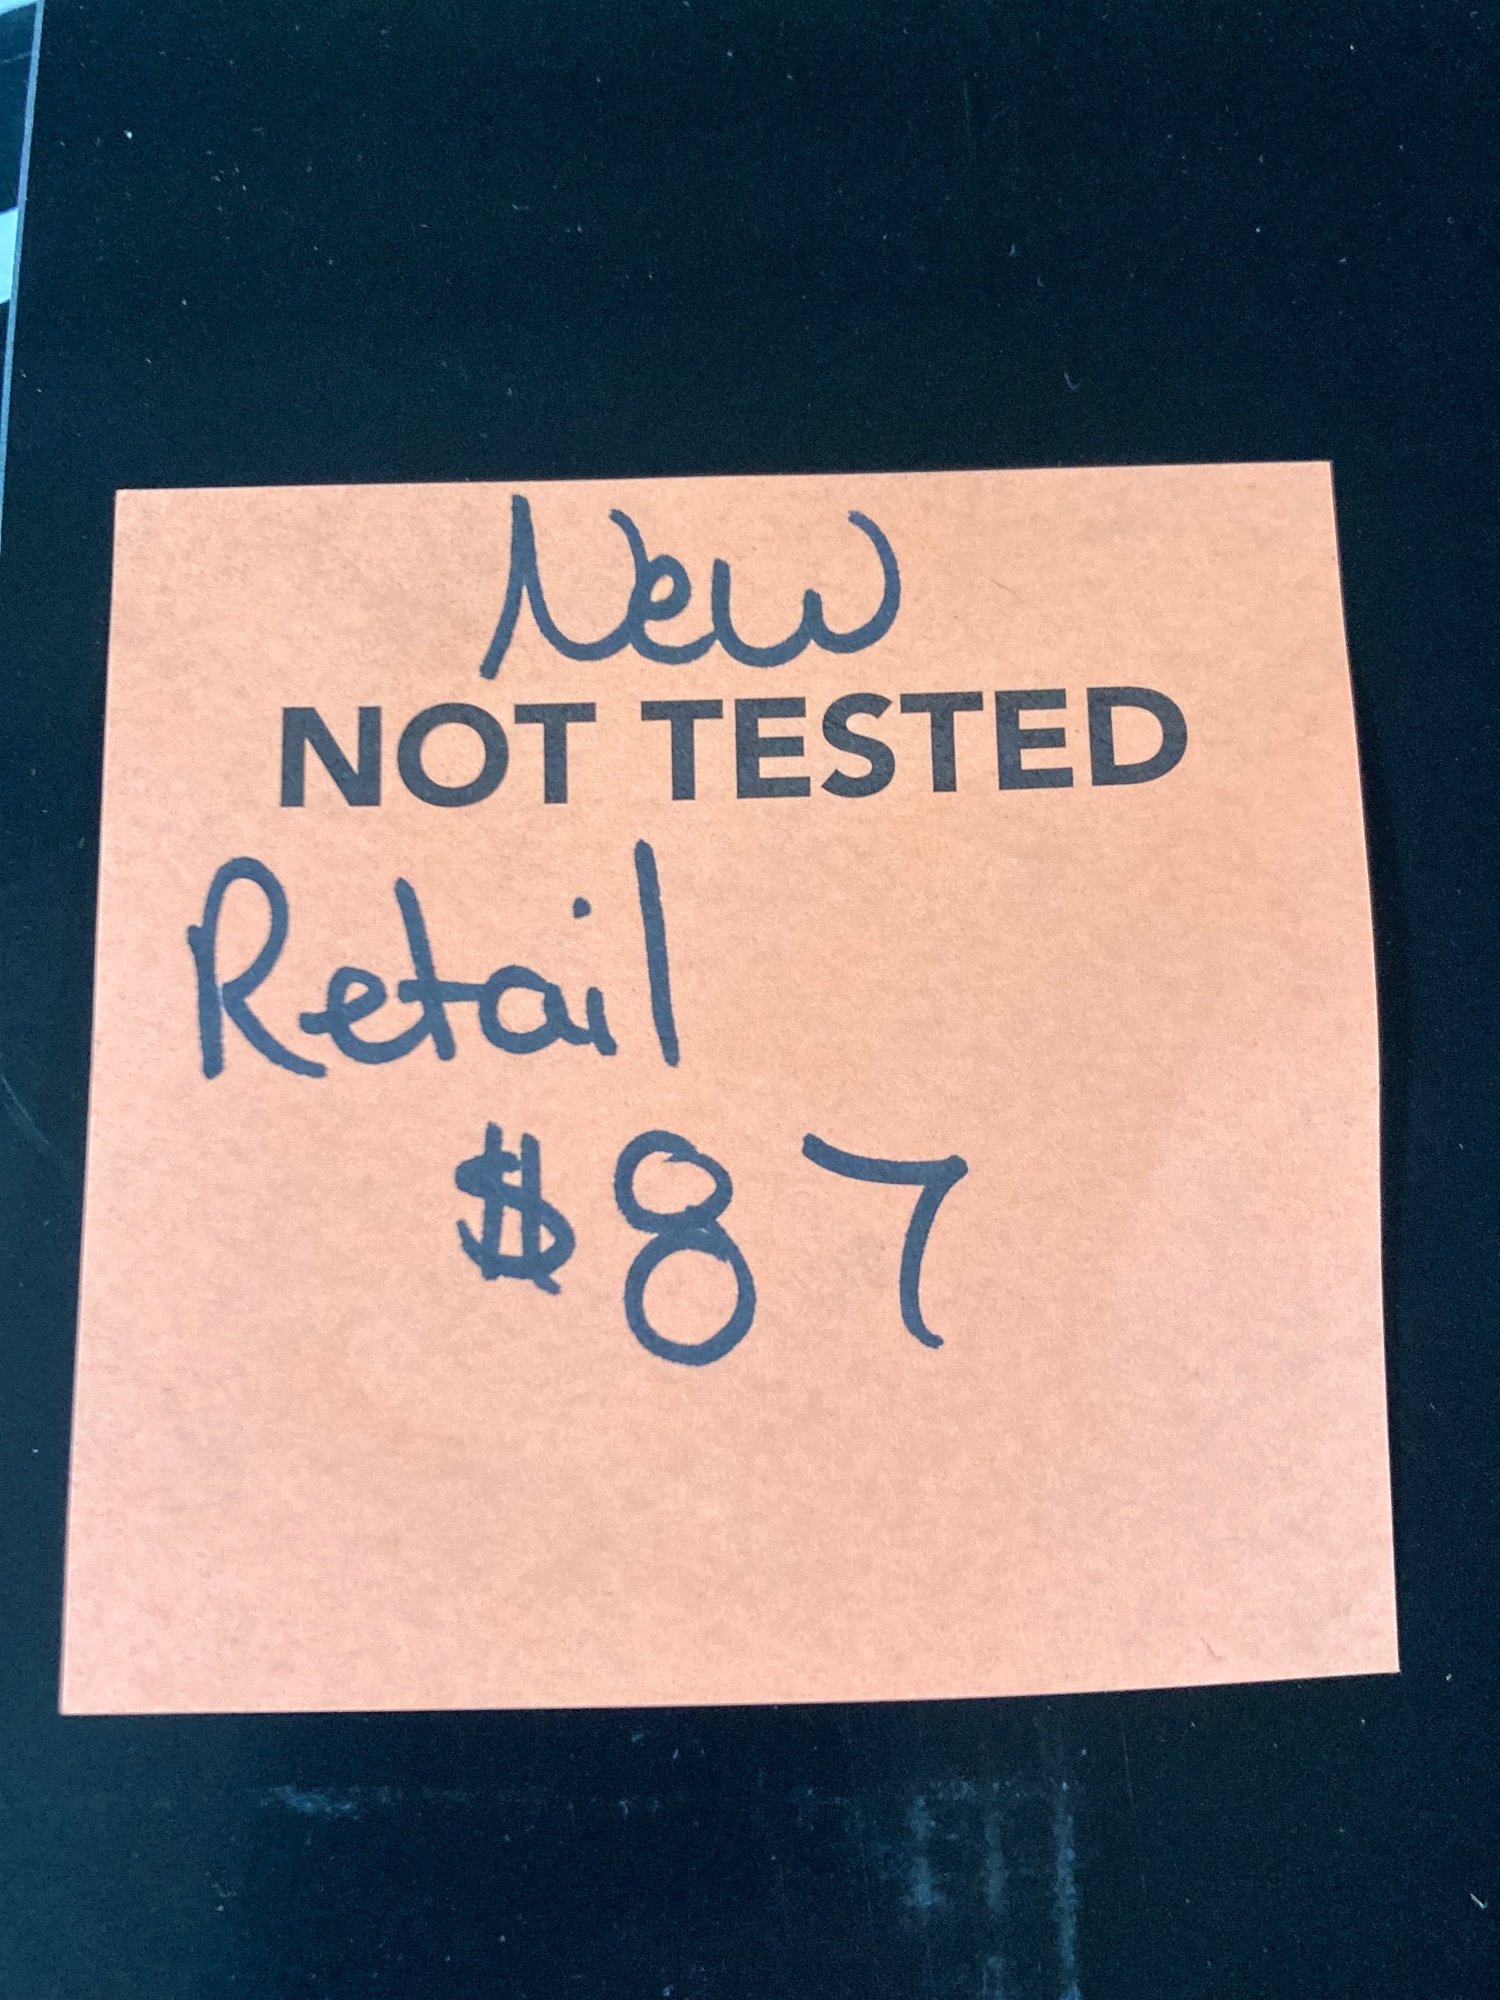 New
NOT TESTED
Retail
$87